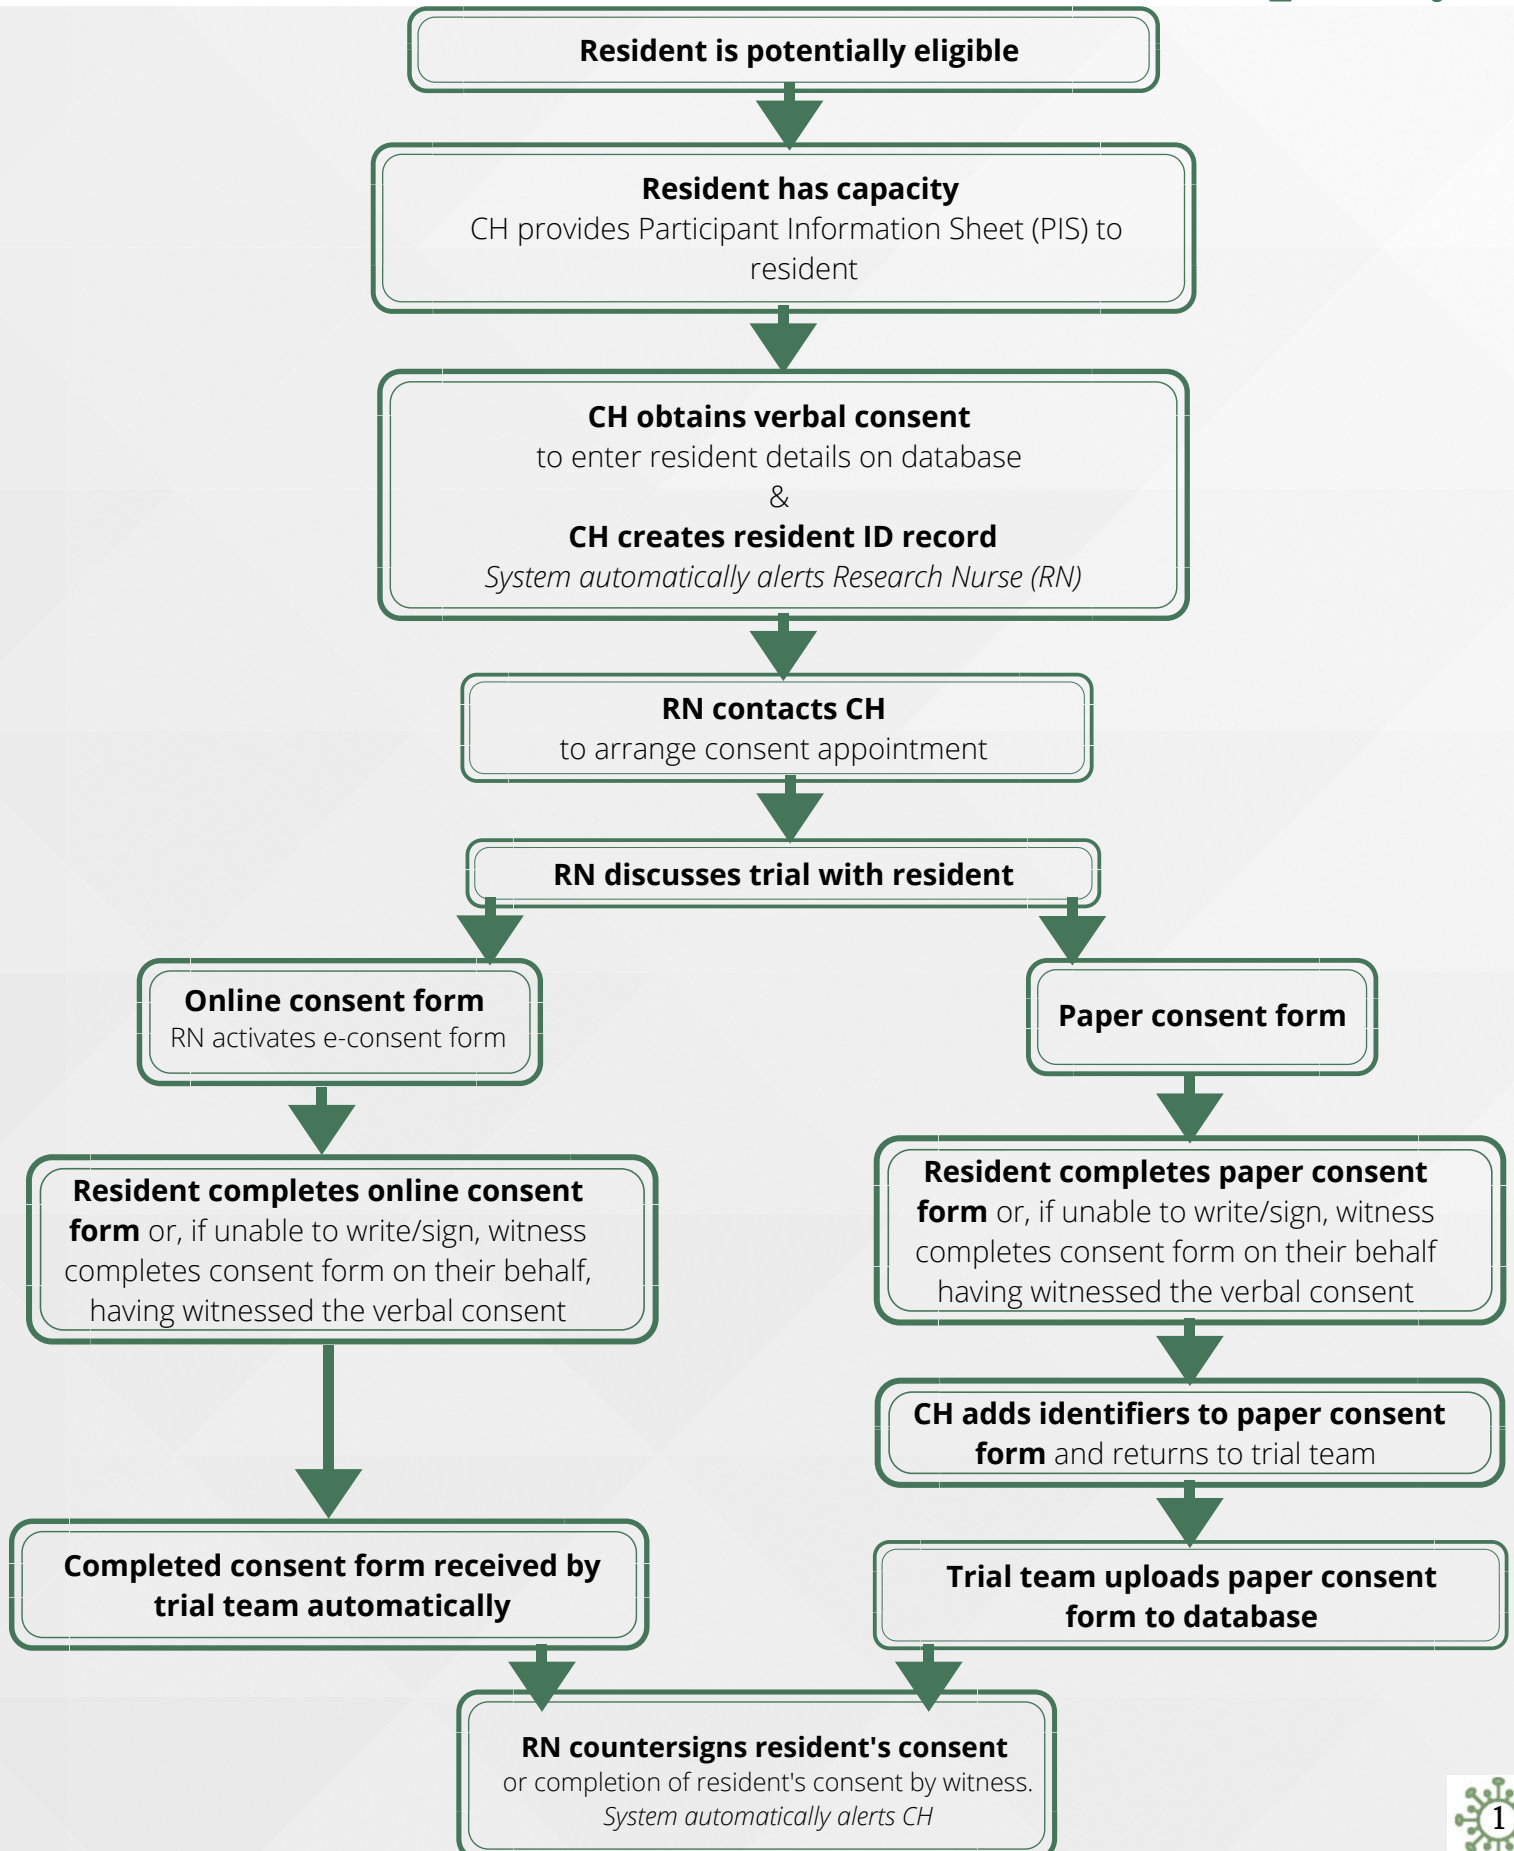 Resident is potentially eligible
Resident has capacity
CH provides Participant Information Sheet (PIS) to
resident
CH obtains verbal consent
to enter resident details on database
&
CH creates resident ID record
System automatically alerts Research Nurse (RN)
RN contacts CH
to arrange consent appointment
RN discusses trial with resident
Online consent form
RN activates e-consent form
Paper consent form
Resident completes online consent
form or, if unable to write/sign, witness
completes consent form on their behalf,
having witnessed the verbal consent
Resident completes paper consent
form or, if unable to write/sign, witness
completes consent form on their behalf
having witnessed the verbal consent
CH adds identifiers to paper consent
form and returns to trial team
Completed consent form received by
trial team automatically
Trial team uploads paper consent
form to database
RN countersigns resident's consent
or completion of resident's consent by witness.
System automatically alerts CH
1